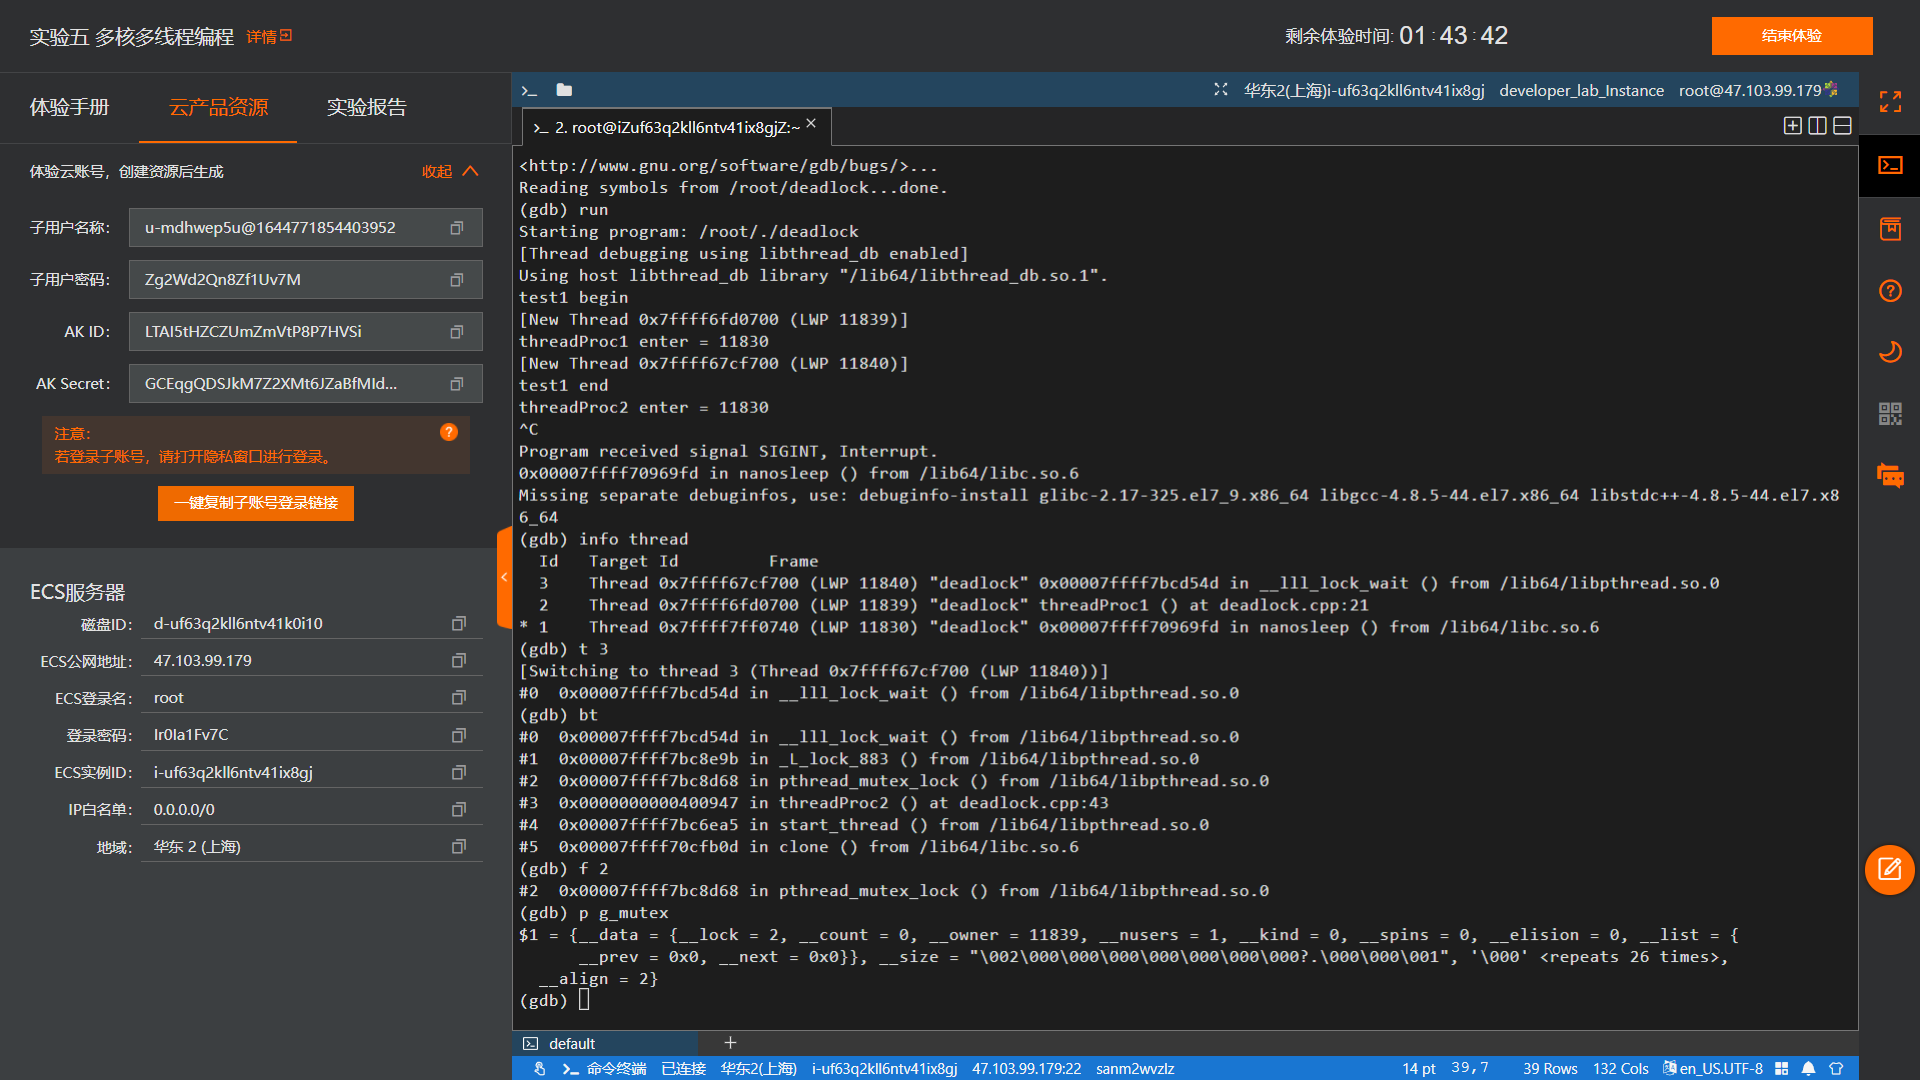 实验五 多核多线程编程 详情
剩余体验时间: 01 : 43 : 42
结束体验
体验手册
云产品资源
实验报告
体验云账号，创建资源后生成
收起
子用户名称：
u-mdhwep5u@1644771854403952
子用户密码：
Zg2Wd2Qn8Zf1Uv7M
AK ID：
LTAI5tHZCZUmZmVtP8P7HVSi
AK Secret：
GCEqgQDSJkM7Z2XMt6JZaBfMId...
注意：
若登录子账号，请打开隐私窗口进行登录。
一键复制子账号登录链接
ECS服务器
磁盘ID：
d-uf63q2kll6ntv41k0i10
ECS公网地址：
47.103.99.179
ECS登录名：
root
登录密码：
Ir0Ia1Fv7C
ECS实例ID：
i-uf63q2kll6ntv41ix8gj
IP白名单：
0.0.0.0/0
地域：
华东 2 (上海)
华东2(上海)i-uf63q2kll6ntv41ix8gj developer_lab_Instance root@47.103.99.179
2. root@iZuf63q2kll6ntv41ix8gjZ:~
<http://www.gnu.org/software/gdb/bugs/>...
Reading symbols from /root/deadlock...done.
(gdb) run
Starting program: /root/./deadlock
[Thread debugging using libthread_db enabled]
Using host libthread_db library "/lib64/libthread_db.so.1".
test1 begin
[New Thread 0x7ffff6fd0700 (LWP 11839)]
threadProc1 enter = 11830
[New Thread 0x7ffff67cf700 (LWP 11840)]
test1 end
threadProc2 enter = 11830
^C
Program received signal SIGINT, Interrupt.
0x00007ffff70969fd in nanosleep () from /lib64/libc.so.6
Missing separate debuginfos, use: debuginfo-install glibc-2.17-325.el7_9.x86_64 libgcc-4.8.5-44.el7.x86_64 libstdc++-4.8.5-44.el7.x8
6_64
(gdb) info thread
  Id   Target Id         Frame
  3    Thread 0x7ffff67cf700 (LWP 11840) "deadlock" 0x00007ffff7bcd54d in __lll_lock_wait () from /lib64/libpthread.so.0
  2    Thread 0x7ffff6fd0700 (LWP 11839) "deadlock" threadProc1 () at deadlock.cpp:21
* 1    Thread 0x7ffff7ff0740 (LWP 11830) "deadlock" 0x00007ffff70969fd in nanosleep () from /lib64/libc.so.6
(gdb) t 3
[Switching to thread 3 (Thread 0x7ffff67cf700 (LWP 11840))]
#0  0x00007ffff7bcd54d in __lll_lock_wait () from /lib64/libpthread.so.0
(gdb) bt
#0  0x00007ffff7bcd54d in __lll_lock_wait () from /lib64/libpthread.so.0
#1  0x00007ffff7bc8e9b in _L_lock_883 () from /lib64/libpthread.so.0
#2  0x00007ffff7bc8d68 in pthread_mutex_lock () from /lib64/libpthread.so.0
#3  0x0000000000400947 in threadProc2 () at deadlock.cpp:43
#4  0x00007ffff7bc6ea5 in start_thread () from /lib64/libpthread.so.0
#5  0x00007ffff70cfb0d in clone () from /lib64/libc.so.6
(gdb) f 2
#2  0x00007ffff7bc8d68 in pthread_mutex_lock () from /lib64/libpthread.so.0
(gdb) p g_mutex
$1 = {__data = {__lock = 2, __count = 0, __owner = 11839, __nusers = 1, __kind = 0, __spins = 0, __elision = 0, __list = {
      __prev = 0x0, __next = 0x0}}, __size = "\002\000\000\000\000\000\000\000?.\000\000\001", '\000' <repeats 26 times>,
  __align = 2}
(gdb)
default
命令终端 已连接 华东2(上海) i-uf63q2kll6ntv41ix8gj 47.103.99.179:22 sanm2wvzlz 14 pt 39,7 39 Rows 132 Cols en_US.UTF-8